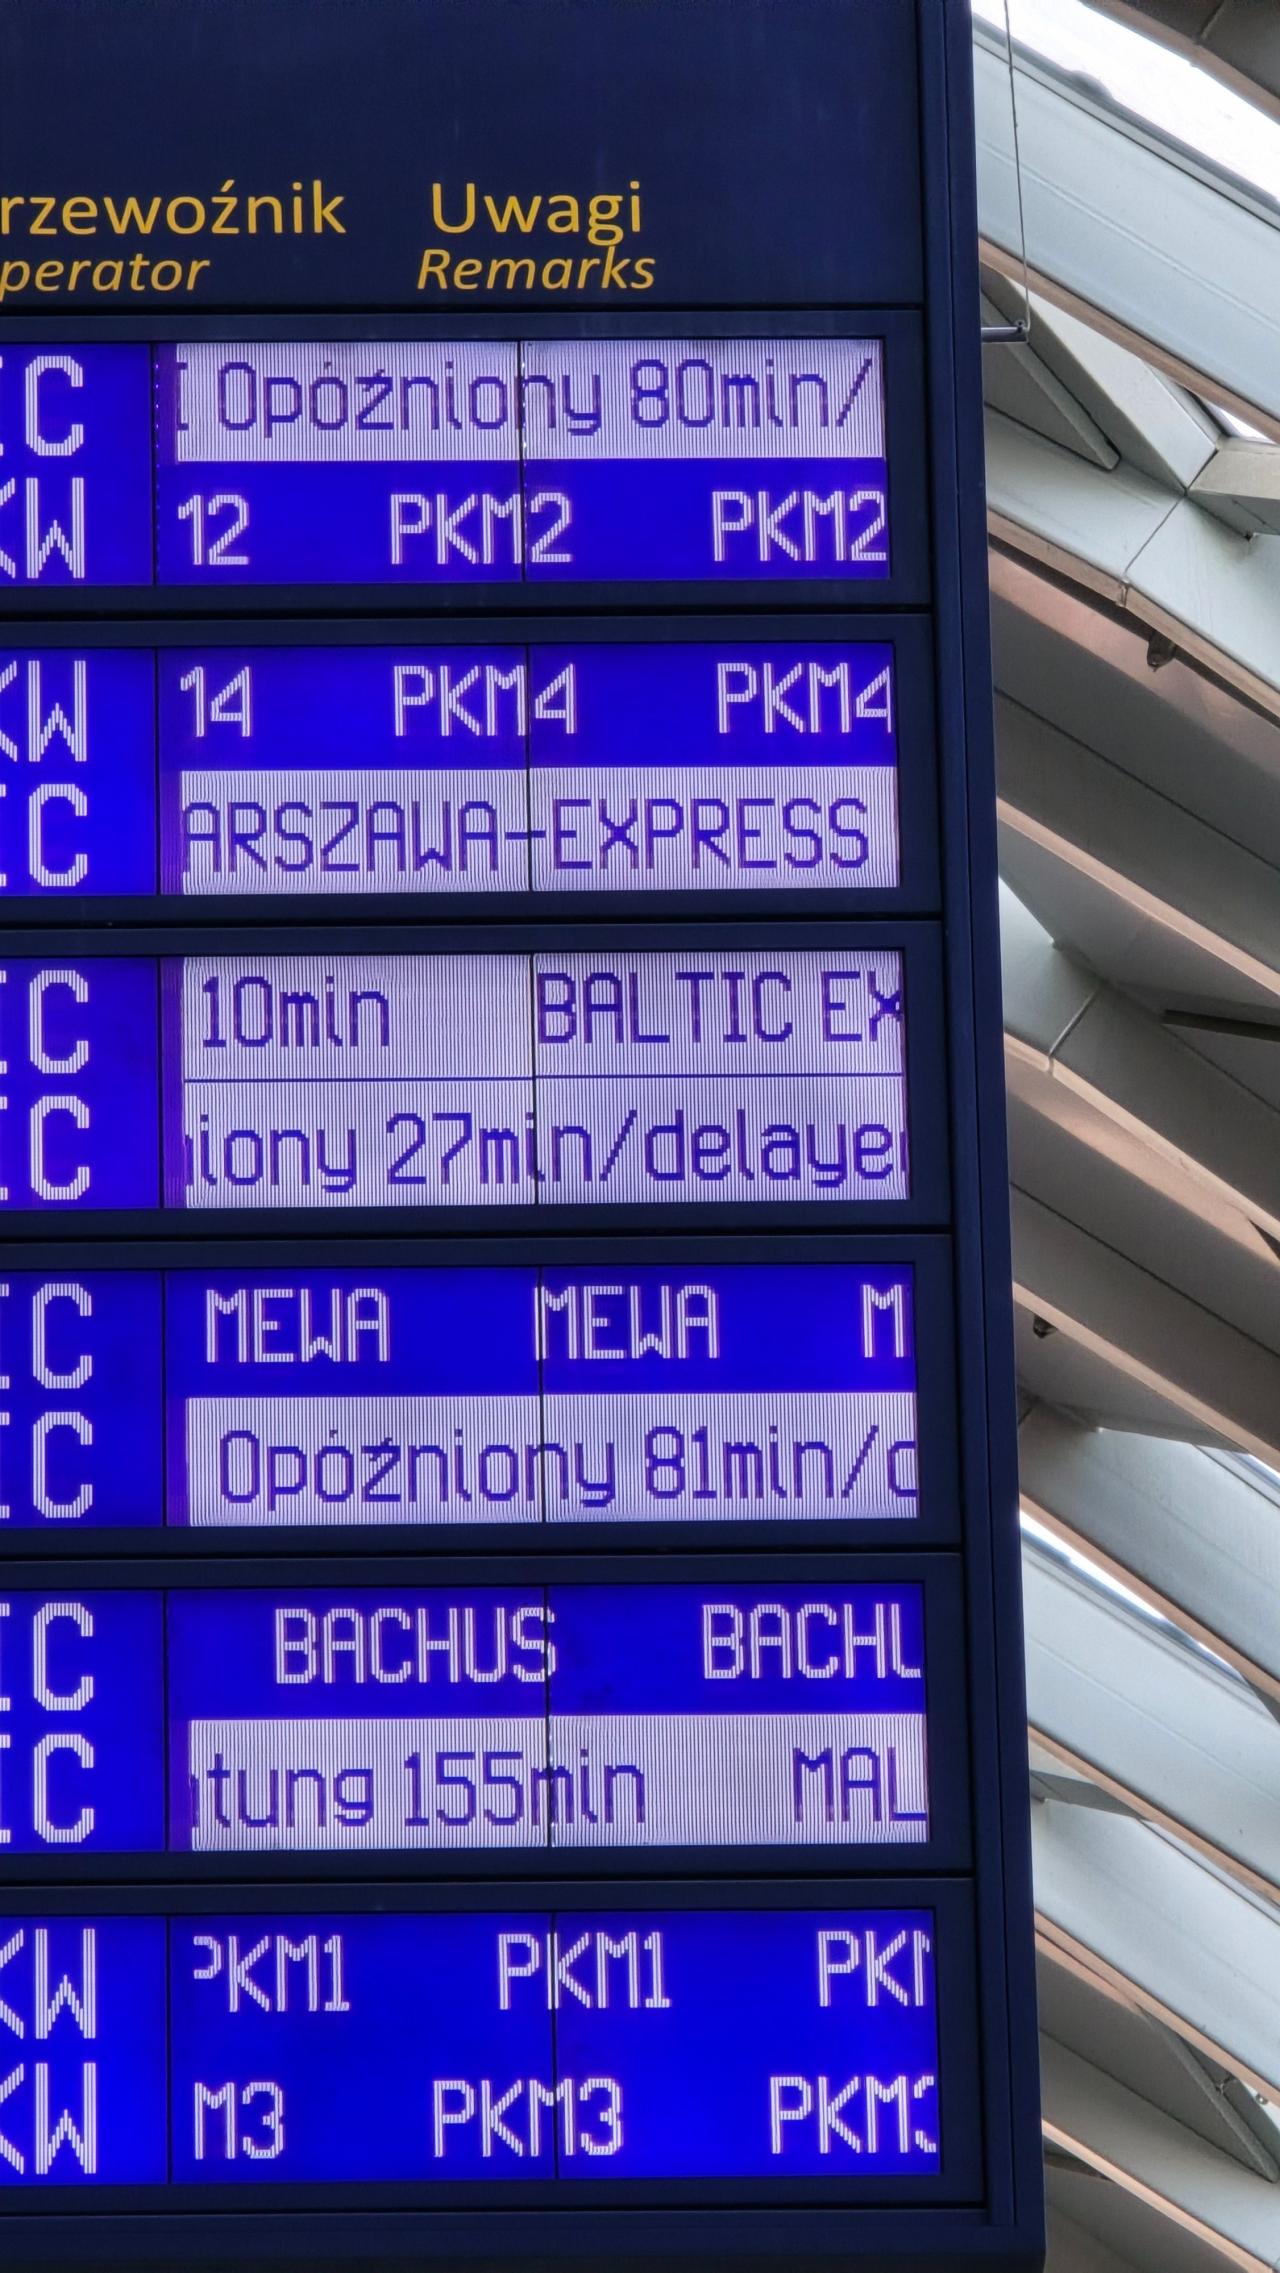 rzewoźnik Uwagi
perator Remarks
IC I Opóźniony 80min/
KW 12 PKM2 PKM2
KW 14 PKM4 PKM4
IC ARSZAWA-EXPRESS
IC 10min BALTIC EX
IC iony 27min/delaye
IC MEWA MEWA M
IC Opóźniony 81min/d
IC BACHUS BACHU
IC tung 155min MAL
KW PKM1 PKM1 PKM
KW M3 PKM3 PKM3